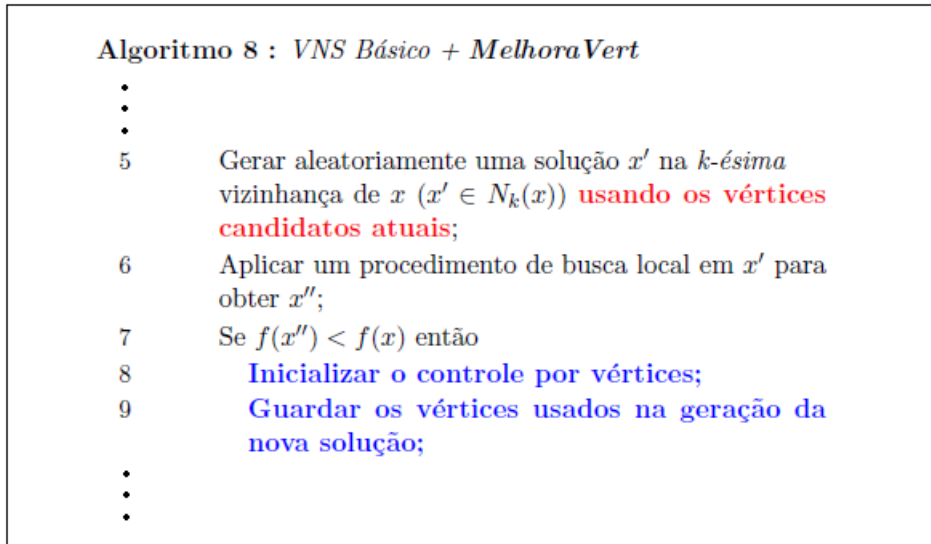 Algoritmo 8 : VNS Básico + MelhoraVert
5 Gerar aleatoriamente uma solução x′ na k-ésima
vizinhança de x (x′ ∈ Nk(x)) usando os vértices
candidatos atuais;
6 Aplicar um procedimento de busca local em x′ para
obter x″;
7 Se f(x″) < f(x) então
8 Inicializar o controle por vértices;
9 Guardar os vértices usados na geração da
nova solução;